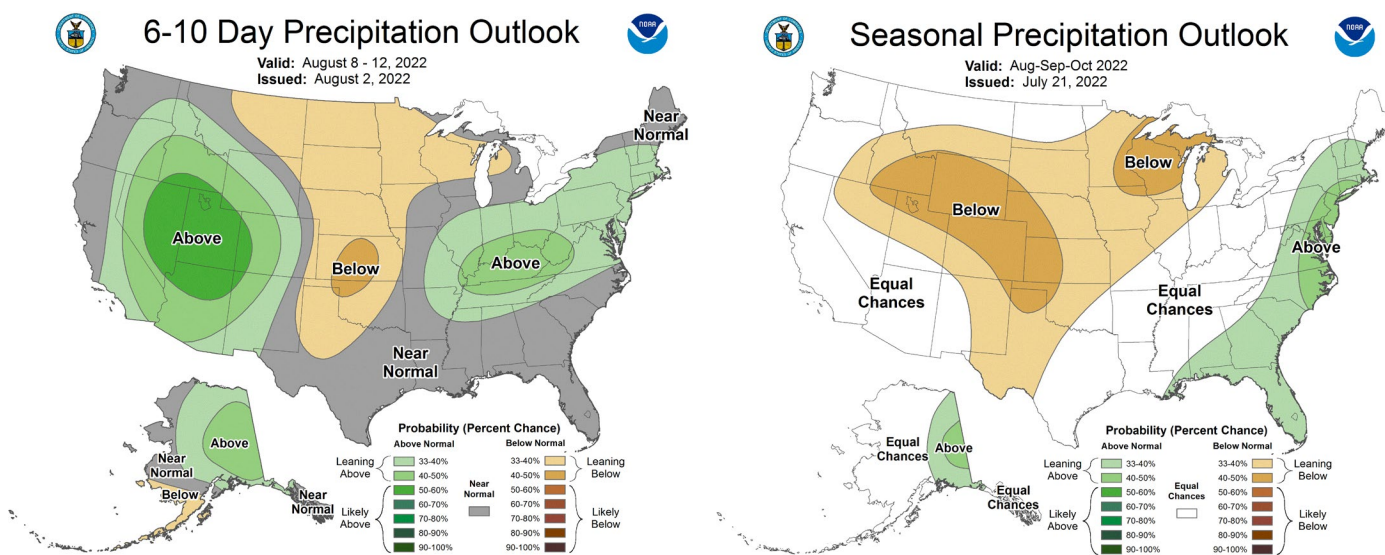 6-10 Day Precipitation Outlook
NOAA
Valid: August 8 - 12, 2022
Issued: August 2, 2022
Near
Normal
Above
Below
Above
Near
Normal
Above
Near
Normal
Below
Near
Normal
Probability (Percent Chance)
Above Normal
Below Normal
Leaning
Above
33-40%
40-50%
Likely
Above
50-60%
60-70%
70-80%
80-90%
90-100%
Near
Normal
33-40%
40-50%
50-60%
60-70%
70-80%
80-90%
90-100%
Leaning
Below
Likely
Below
Seasonal Precipitation Outlook
NOAA
Valid: Aug-Sep-Oct 2022
Issued: July 21, 2022
Below
Below
Above
Equal
Chances
Equal
Chances
Equal
Chances
Above
Equal
Chances
Probability (Percent Chance)
Above Normal
Below Normal
Leaning
Above
33-40%
40-50%
Likely
Above
50-60%
60-70%
70-80%
80-90%
90-100%
Equal
Chances
33-40%
40-50%
50-60%
60-70%
70-80%
80-90%
90-100%
Leaning
Below
Likely
Below